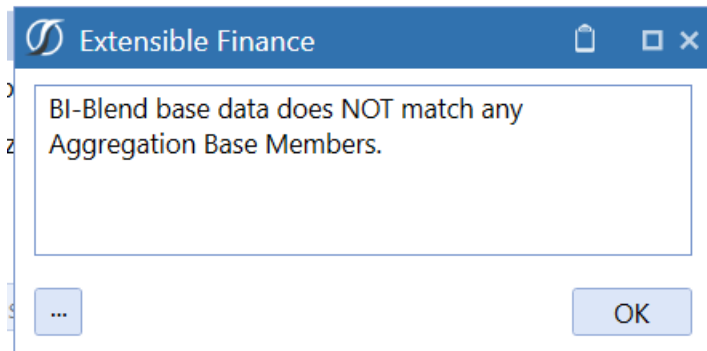 Extensible Finance
BI-Blend base data does NOT match any
Aggregation Base Members.
...
OK